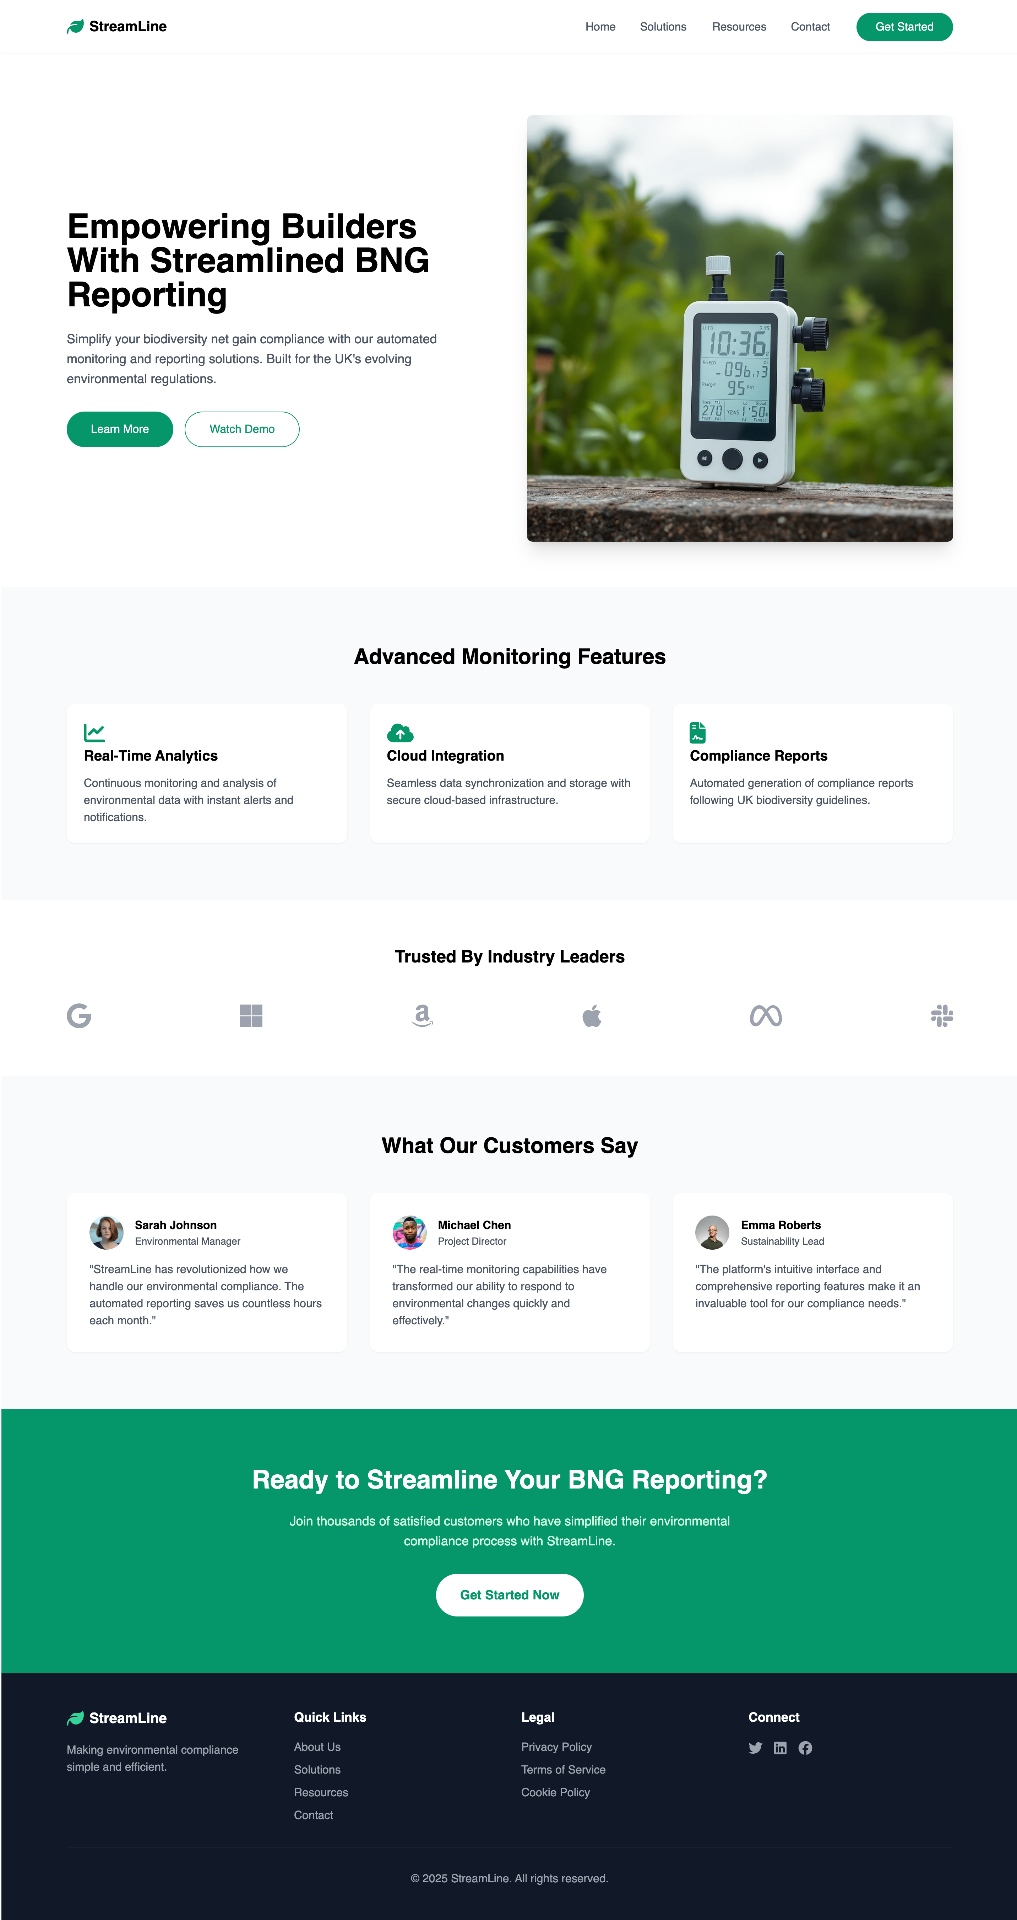 StreamLine
Home Solutions Resources Contact Get Started
Empowering Builders
With Streamlined BNG
Reporting
Simplify your biodiversity net gain compliance with our automated
monitoring and reporting solutions. Built for the UK's evolving
environmental regulations.
Learn More Watch Demo
10:36
95
270
Advanced Monitoring Features
Real-Time Analytics
Continuous monitoring and analysis of
environmental data with instant alerts and
notifications.
Cloud Integration
Seamless data synchronization and storage with
secure cloud-based infrastructure.
Compliance Reports
Automated generation of compliance reports
following UK biodiversity guidelines.
Trusted By Industry Leaders
What Our Customers Say
Sarah Johnson
Environmental Manager
"StreamLine has revolutionized how we
handle our environmental compliance. The
automated reporting saves us countless hours
each month."
Michael Chen
Project Director
"The real-time monitoring capabilities have
transformed our ability to respond to
environmental changes quickly and
effectively."
Emma Roberts
Sustainability Lead
"The platform's intuitive interface and
comprehensive reporting features make it an
invaluable tool for our compliance needs."
Ready to Streamline Your BNG Reporting?
Join thousands of satisfied customers who have simplified their environmental
compliance process with StreamLine.
Get Started Now
StreamLine
Making environmental compliance
simple and efficient.
Quick Links
About Us
Solutions
Resources
Contact
Legal
Privacy Policy
Terms of Service
Cookie Policy
Connect
© 2025 StreamLine. All rights reserved.